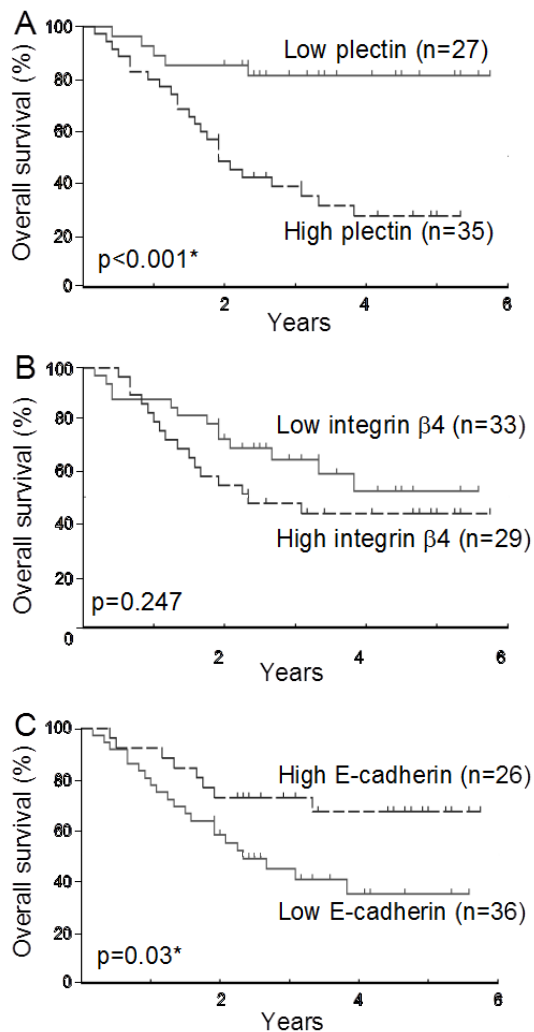 A
Overall survival (%)
100
80
60
40
20
0
Low plectin (n=27)
High plectin (n=35)
p<0.001*
2
4
6
Years
B
Overall survival (%)
100
80
60
40
20
0
Low integrin β4 (n=33)
High integrin β4 (n=29)
p=0.247
2
4
6
Years
C
Overall survival (%)
100
80
60
40
20
0
High E-cadherin (n=26)
Low E-cadherin (n=36)
p=0.03*
2
4
6
Years